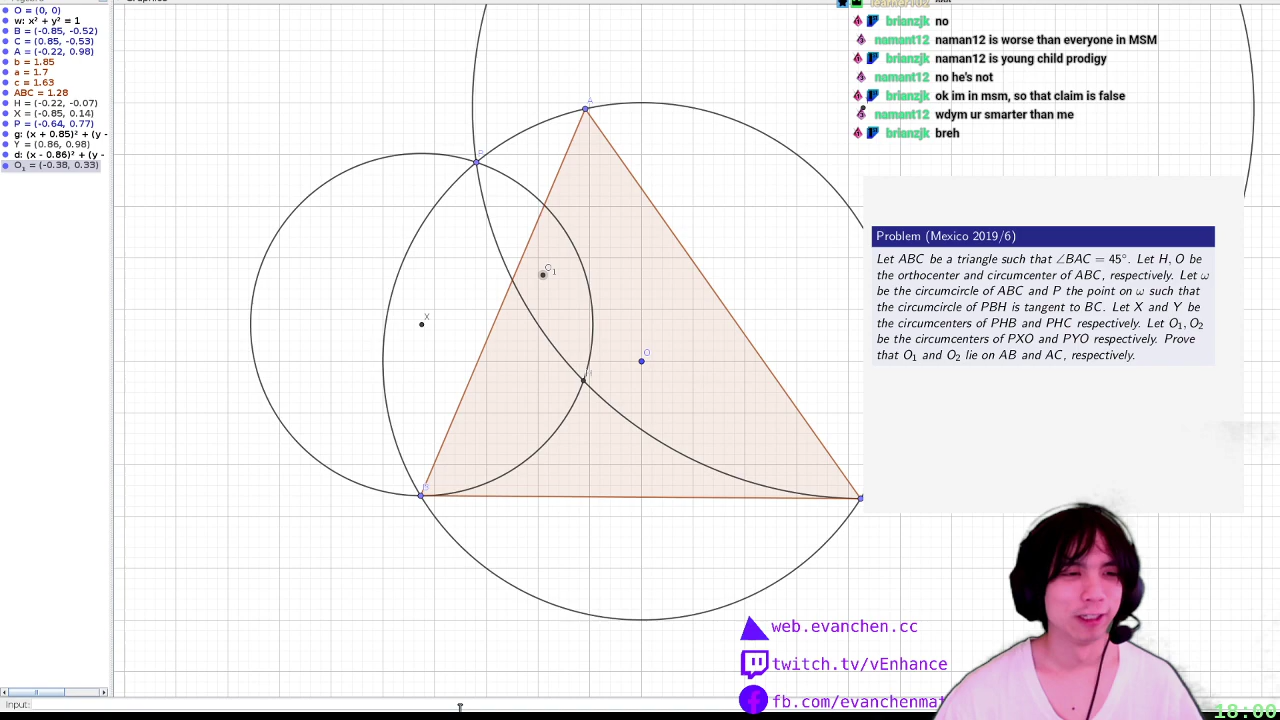 O = (0, 0)
w: x² + y² = 1
B = (-0.85, -0.52)
C = (0.85, -0.53)
A = (-0.22, 0.98)
b = 1.85
a = 1.7
c = 1.63
ABC = 1.28
H = (-0.22, -0.07)
X = (-0.85, 0.14)
P = (-0.64, 0.77)
g: (x + 0.85)² + (y -
Y = (0.86, 0.98)
d: (x - 0.86)² + (y -
O₁ = (-0.38, 0.33)
A
P
O₁
X
O
H
B
Input:
brianzjk no
namant12 naman12 is worse than everyone in MSM
brianzjk naman12 is young child prodigy
namant12 no he's not
brianzjk ok im in msm, so that claim is false
namant12 wdym ur smarter than me
brianzjk breh
Problem (Mexico 2019/6)
Let ABC be a triangle such that ∠BAC = 45°. Let H, O be
the orthocenter and circumcenter of ABC, respectively. Let ω
be the circumcircle of ABC and P the point on ω such that
the circumcircle of PBH is tangent to BC. Let X and Y be
the circumcenters of PHB and PHC respectively. Let O₁, O₂
be the circumcenters of PXO and PYO respectively. Prove
that O₁ and O₂ lie on AB and AC, respectively.
web.evanchen.cc
twitch.tv/vEnhance
fb.com/evanchenmat
18:00